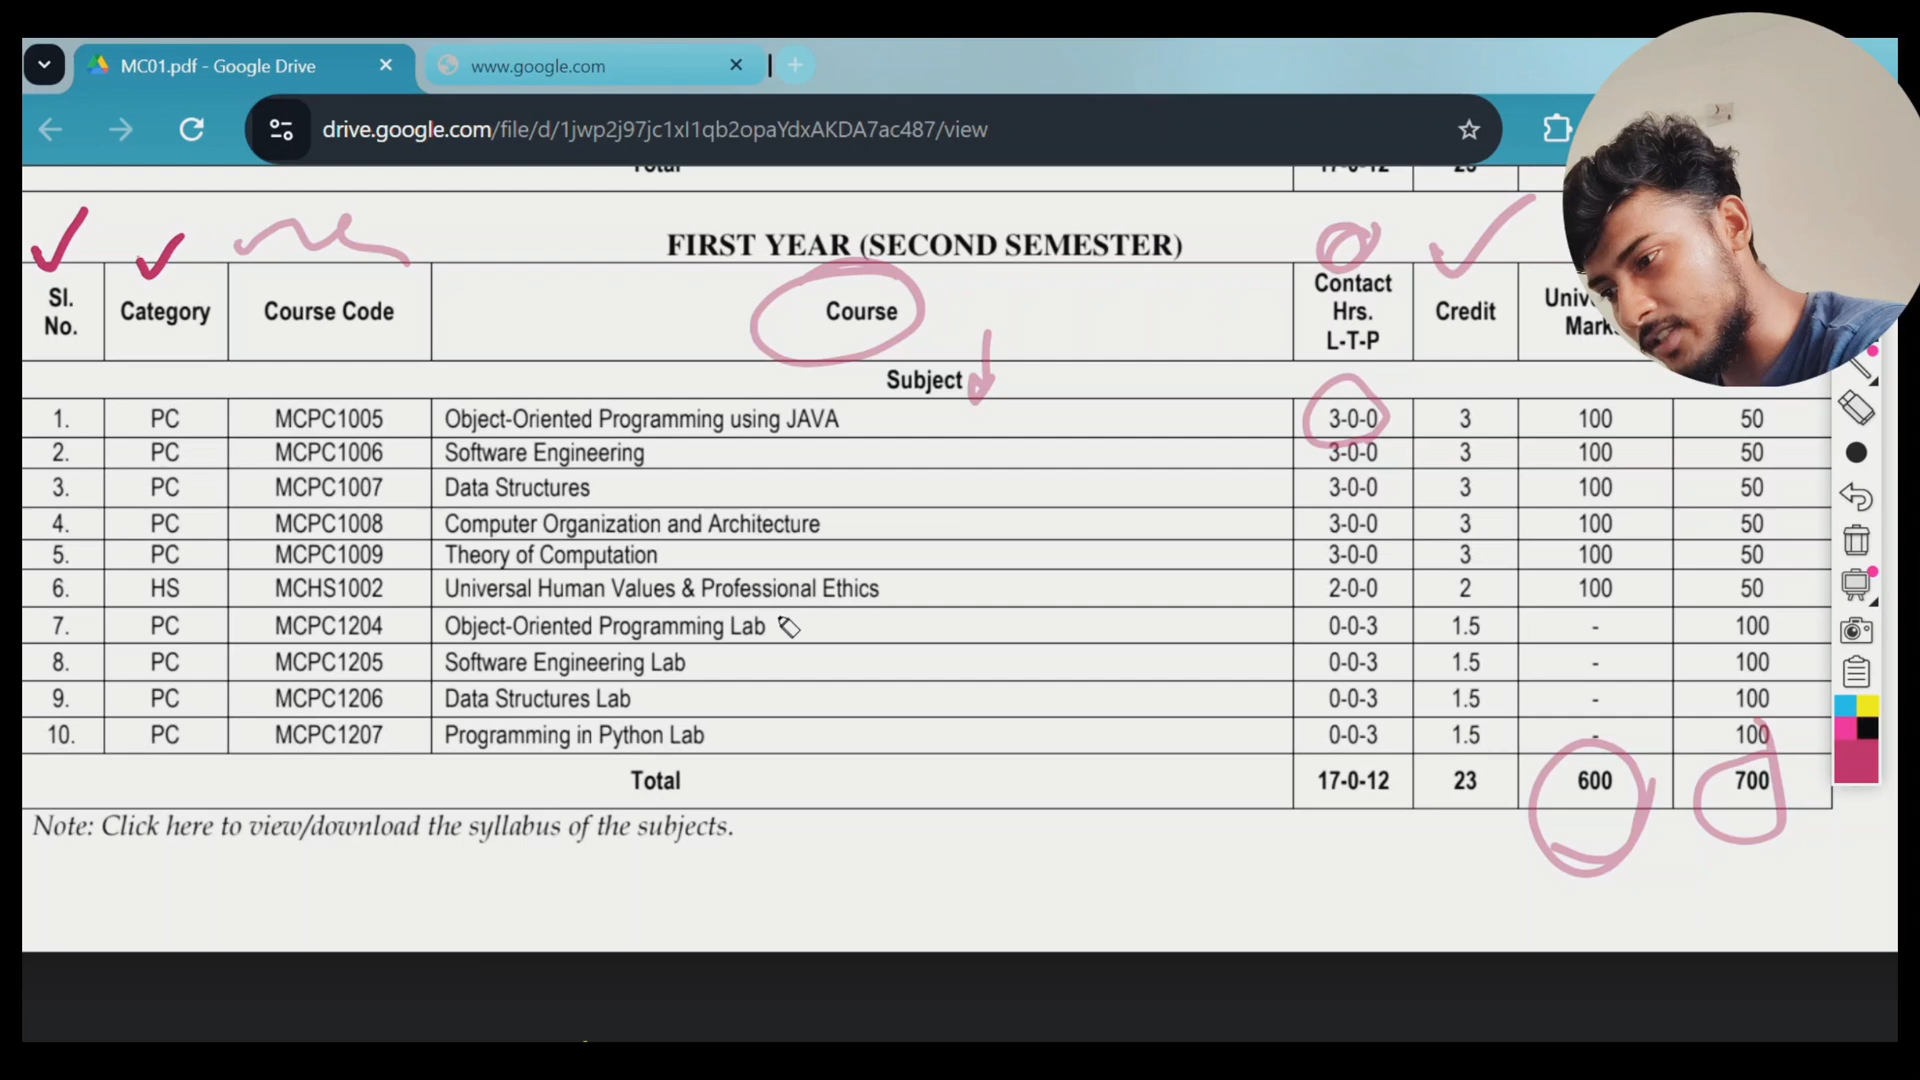 MC01.pdf - Google Drive
www.google.com
drive.google.com/file/d/1jwp2j97jc1xI1qb2opaYdxAKDA7ac487/view
Total 17-0-12 23
FIRST YEAR (SECOND SEMESTER)
Sl. No. Category Course Code Course Contact Hrs. L-T-P Credit
Subject
1. PC MCPC1005 Object-Oriented Programming using JAVA 3-0-0 3 100 50
2. PC MCPC1006 Software Engineering 3-0-0 3 100 50
3. PC MCPC1007 Data Structures 3-0-0 3 100 50
4. PC MCPC1008 Computer Organization and Architecture 3-0-0 3 100 50
5. PC MCPC1009 Theory of Computation 3-0-0 3 100 50
6. HS MCHS1002 Universal Human Values & Professional Ethics 2-0-0 2 100 50
7. PC MCPC1204 Object-Oriented Programming Lab 0-0-3 1.5 - 100
8. PC MCPC1205 Software Engineering Lab 0-0-3 1.5 - 100
9. PC MCPC1206 Data Structures Lab 0-0-3 1.5 - 100
10. PC MCPC1207 Programming in Python Lab 0-0-3 1.5 - 100
Total 17-0-12 23 600 700
Note: Click here to view/download the syllabus of the subjects.